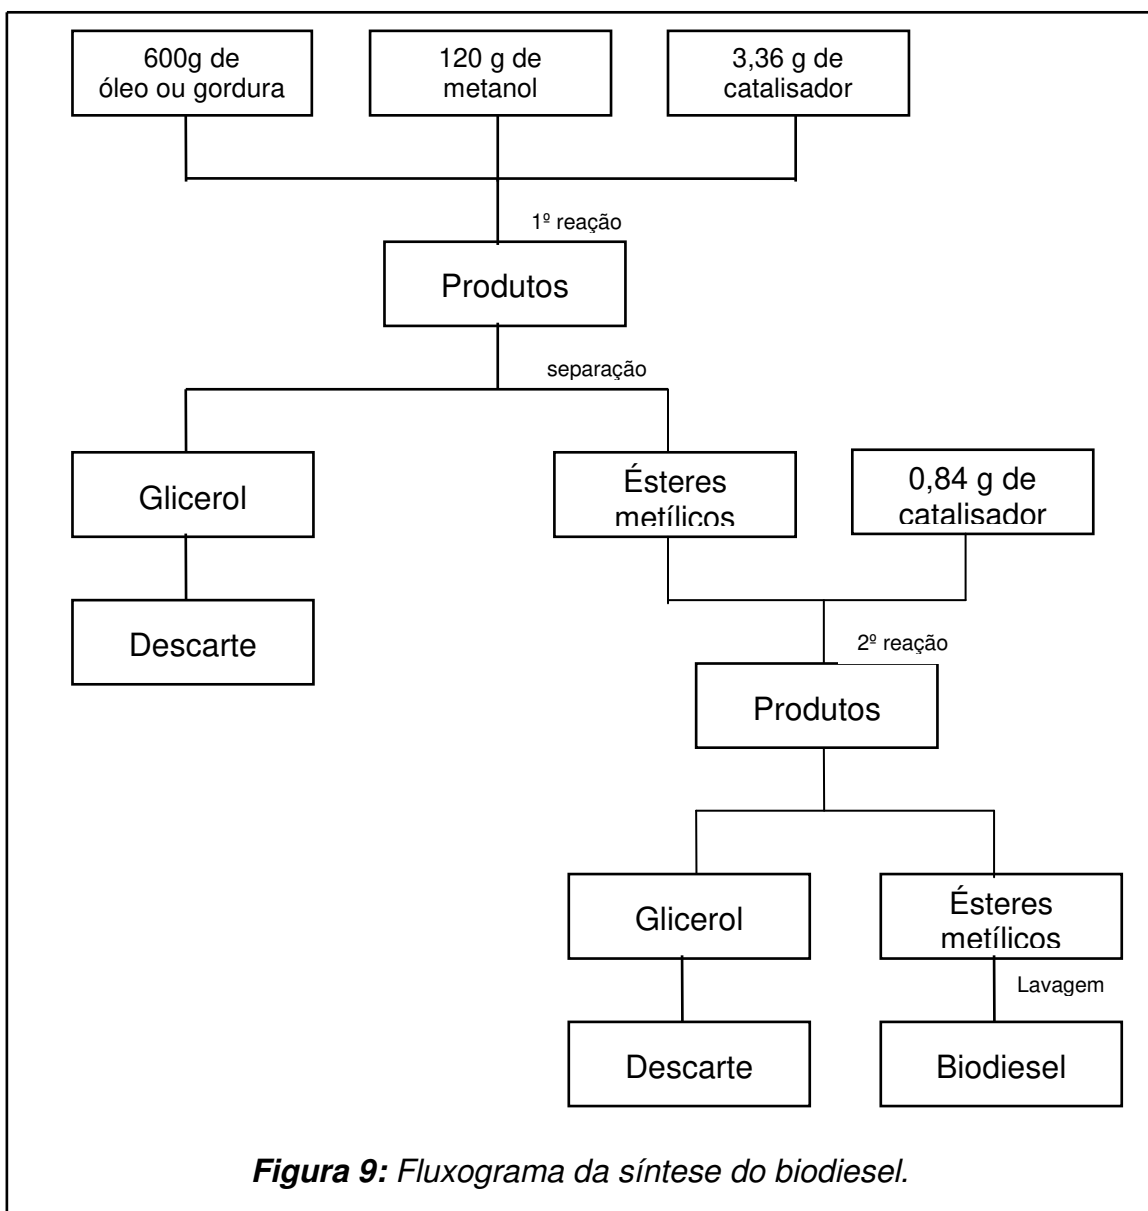 600g de
óleo ou gordura
120 g de
metanol
3,36 g de
catalisador
1º reação
Produtos
separação
Glicerol
Ésteres
metílicos
0,84 g de
catalisador
Descarte
2º reação
Produtos
Glicerol
Ésteres
metílicos
Lavagem
Descarte
Biodiesel
Figura 9: Fluxograma da síntese do biodiesel.